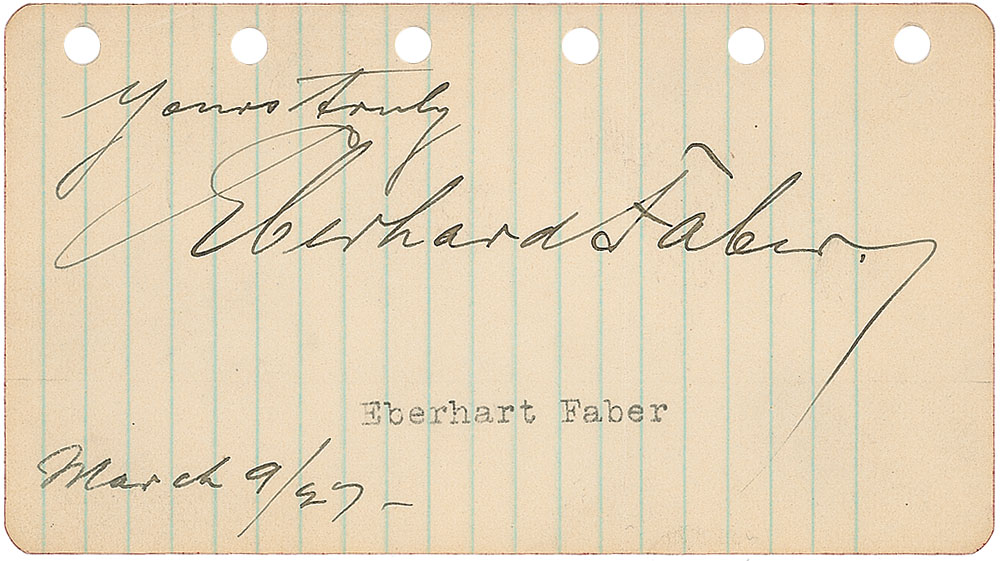 Yours truly
Eberhard Faber.
Eberhart Faber
March 9/27-